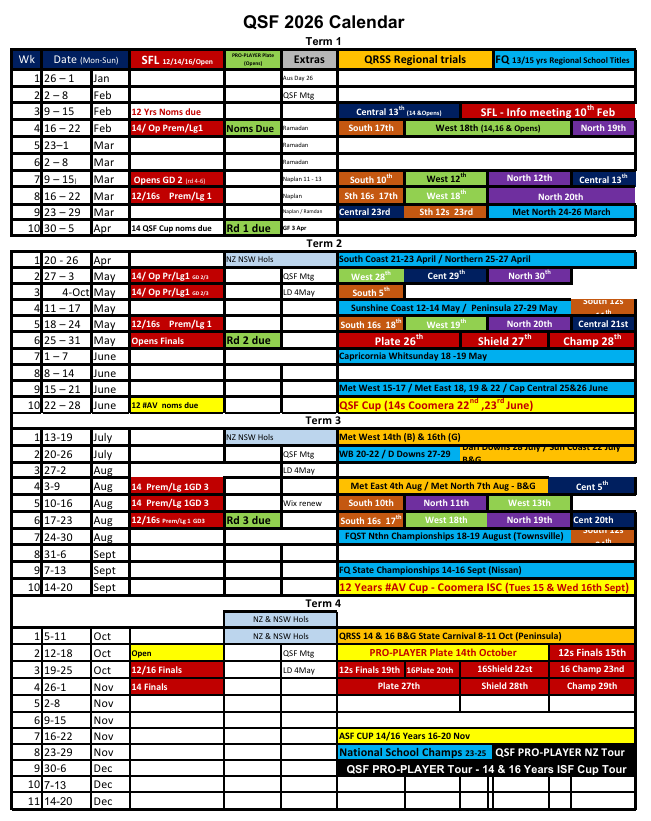 QSF 2026 Calendar
Term 1
Wk Date (Mon-Sun) SFL 12/14/16/Open PRO-PLAYER Plate (Opens) Extras QRSS Regional trials FQ 13/15 yrs Regional School Titles
1 26 – 1 Jan Aus Day 26
2 2 – 8 Feb QSF Mtg
3 9 – 15 Feb 12 Yrs Noms due Central 13th (14 &Opens) SFL - Info meeting 10th Feb
4 16 – 22 Feb 14/ Op Prem/Lg1 Noms Due Ramadan South 17th West 18th (14,16 & Opens) North 19th
5 23–1 Mar Ramadan
6 2 – 8 Mar Ramadan
7 9 – 15 Mar Opens GD 2 (rd 4-6) Naplan 11 - 13 South 10th West 12th North 12th Central 13th
8 16 – 22 Mar 12/16s Prem/Lg 1 Naplan Sth 16s 17th West 18th North 20th
9 23 – 29 Mar Naplan / Ramdan Central 23rd Sth 12s 23rd Met North 24-26 March
10 30 – 5 Apr 14 QSF Cup noms due Rd 1 due GF 3 Apr
Term 2
1 20 - 26 Apr NZ NSW Hols South Coast 21-23 April / Northern 25-27 April
2 27 – 3 May 14/ Op Pr/Lg1 GD 2/3 QSF Mtg West 28th Cent 29th North 30th
3 4-Oct May 14/ Op Pr/Lg1 GD 2/3 LD 4May South 5th
4 11 – 17 May Sunshine Coast 12-14 May / Peninsula 27-29 May South 12s
5 18 – 24 May 12/16s Prem/Lg 1 South 16s 18th West 19th North 20th Central 21st
6 25 – 31 May Opens Finals Rd 2 due Plate 26th Shield 27th Champ 28th
7 1 – 7 June Capricornia Whitsunday 18 -19 May
8 8 – 14 June
9 15 – 21 June Met West 15-17 / Met East 18, 19 & 22 / Cap Central 25&26 June
10 22 – 28 June 12 #AV noms due QSF Cup (14s Coomera 22nd ,23rd June)
Term 3
1 13-19 July NZ NSW Hols Met West 14th (B) & 16th (G)
2 20-26 July QSF Mtg WB 20-22 / D Downs 27-29 Darl Downs 28 July / Sun Coast 22 July B&G
3 27-2 Aug LD 4May
4 3-9 Aug 14 Prem/Lg 1GD 3 Met East 4th Aug / Met North 7th Aug - B&G Cent 5th
5 10-16 Aug 14 Prem/Lg 1GD 3 Wix renew South 10th North 11th West 13th
6 17-23 Aug 12/16s Prem/Lg 1 GD3 Rd 3 due South 16s 17th West 18th North 19th Cent 20th
7 24-30 Aug FQST Nthn Championships 18-19 August (Townsville) South 12s
8 31-6 Sept
9 7-13 Sept FQ State Championships 14-16 Sept (Nissan)
10 14-20 Sept 12 Years #AV Cup - Coomera ISC (Tues 15 & Wed 16th Sept)
Term 4
NZ & NSW Hols
1 5-11 Oct NZ & NSW Hols QRSS 14 & 16 B&G State Carnival 8-11 Oct (Peninsula)
2 12-18 Oct Open QSF Mtg PRO-PLAYER Plate 14th October 12s Finals 15th
3 19-25 Oct 12/16 Finals LD 4May 12s Finals 19th 16Plate 20th 16Shield 22st 16 Champ 23nd
4 26-1 Nov 14 Finals Plate 27th Shield 28th Champ 29th
5 2-8 Nov
6 9-15 Nov
7 16-22 Nov ASF CUP 14/16 Years 16-20 Nov
8 23-29 Nov National School Champs 23-25 QSF PRO-PLAYER NZ Tour
9 30-6 Dec QSF PRO-PLAYER Tour - 14 & 16 Years ISF Cup Tour
10 7-13 Dec
11 14-20 Dec